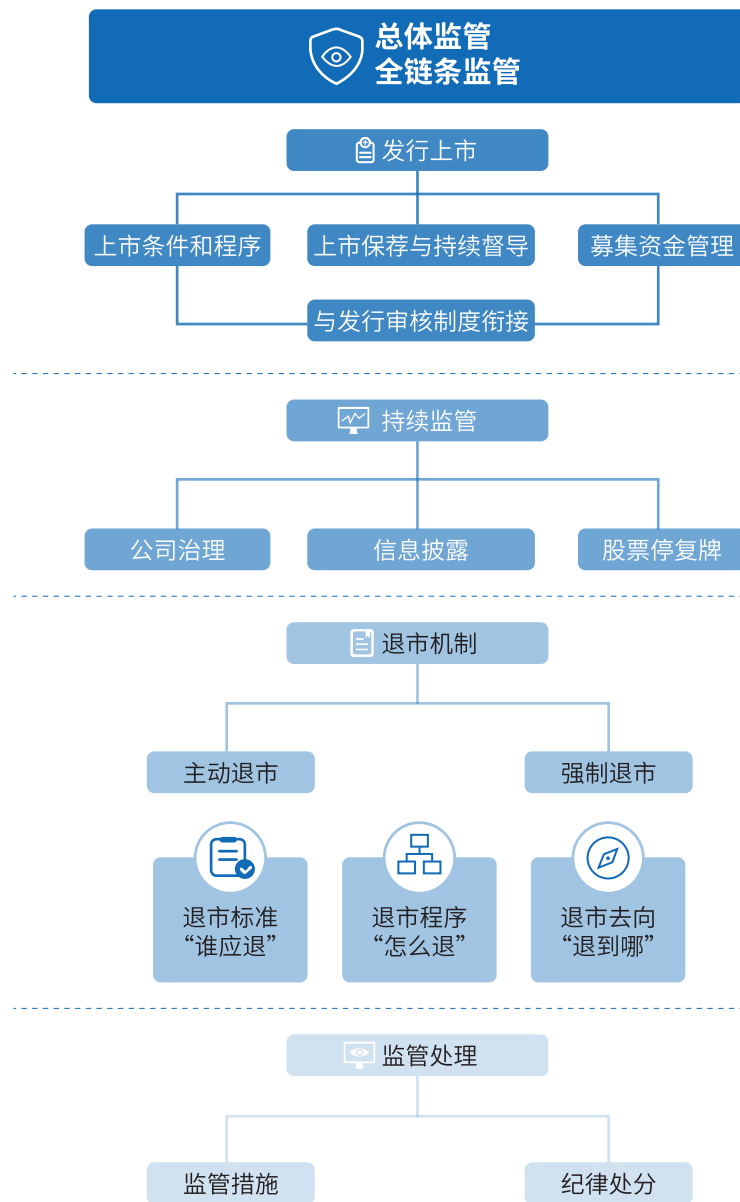 总体监管
全链条监管
发行上市
上市条件和程序
上市保荐与持续督导
募集资金管理
与发行审核制度衔接
持续监管
公司治理
信息披露
股票停复牌
退市机制
主动退市
强制退市
退市标准
“谁应退”
退市程序
“怎么退”
退市去向
“退到哪”
监管处理
监管措施
纪律处分